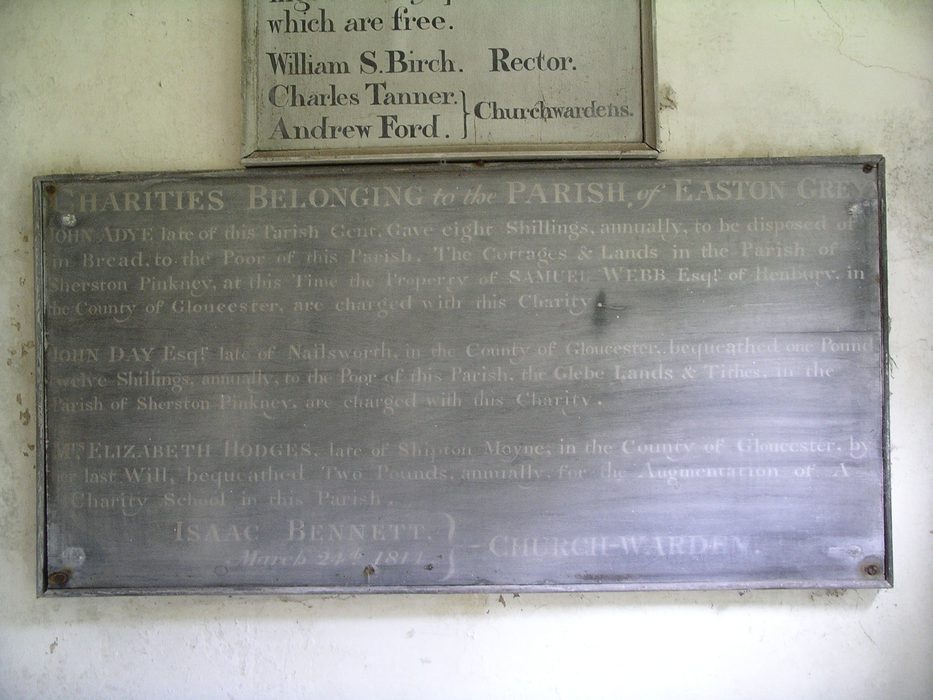 which are free.
William S. Birch. Rector.
Charles Tanner.
Andrew Ford. } Churchwardens.
CHARITIES BELONGING to the PARISH of EASTON GREY
JOHN ADYE late of this Parish Gent. Gave eight Shillings, annually, to be disposed of
in Bread, to the Poor of this Parish. The Cottages & Lands in the Parish of
Sherston Pinkney, at this Time the Property of SAMUEL WEBB Esqr. of Henbury, in
the County of Gloucester, are charged with this Charity.
JOHN DAY Esqr. late of Nailsworth, in the County of Gloucester, bequeathed one Pound
twelve Shillings, annually, to the Poor of this Parish, the Glebe Lands & Tithes, in the
Parish of Sherston Pinkney, are charged with this Charity.
ELIZABETH HODGES, late of Shipton Moyne, in the County of Gloucester, by
her last Will, bequeathed Two Pounds, annually, for the Augmentation of A
Charity School in this Parish.
ISAAC BENNETT, } CHURCH-WARDEN.
March 24th